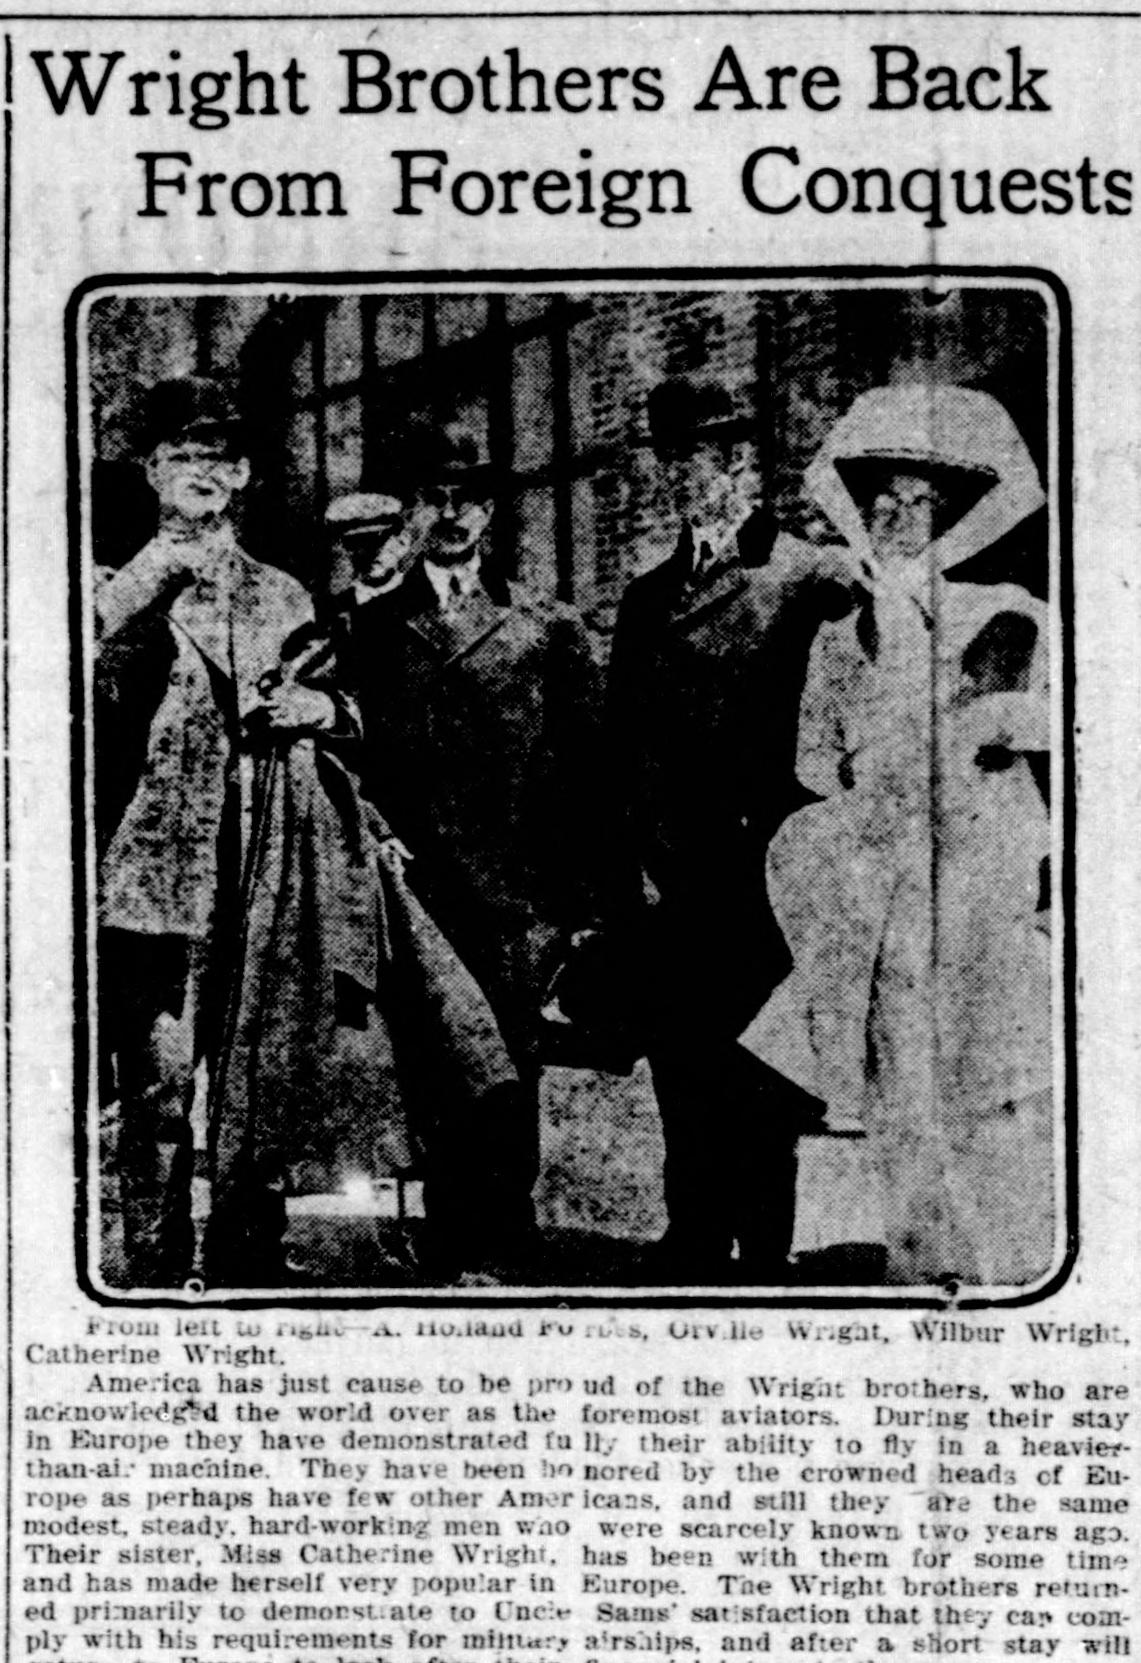 Wright Brothers Are Back
From Foreign Conquests
From left to right—A. Holland Forbes, Orville Wright, Wilbur Wright,
Catherine Wright.
America has just cause to be proud of the Wright brothers, who are
acknowledged the world over as the foremost aviators. During their stay
in Europe they have demonstrated fully their ability to fly in a heavier-
than-air machine. They have been honored by the crowned heads of Eu-
rope as perhaps have few other Americans, and still they are the same
modest, steady, hard-working men who were scarcely known two years ago.
Their sister, Miss Catherine Wright, has been with them for some time
and has made herself very popular in Europe. The Wright brothers return-
ed primarily to demonstrate to Uncle Sams' satisfaction that they can com-
ply with his requirements for military airships, and after a short stay will